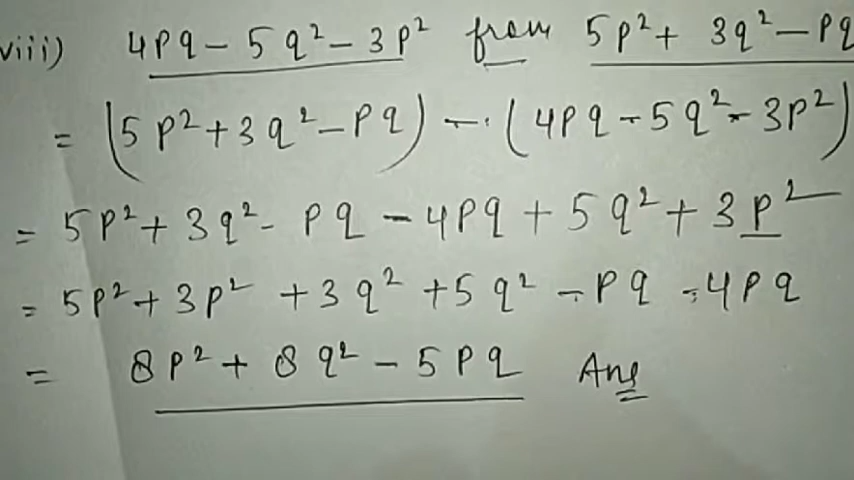 viii) 4pq - 5q² - 3p² from 5p² + 3q² - pq
= (5p² + 3q² - pq) - (4pq - 5q² - 3p²)
= 5p² + 3q² - pq - 4pq + 5q² + 3p²
= 5p² + 3p² + 3q² + 5q² - pq - 4pq
= 8p² + 8q² - 5pq Ans